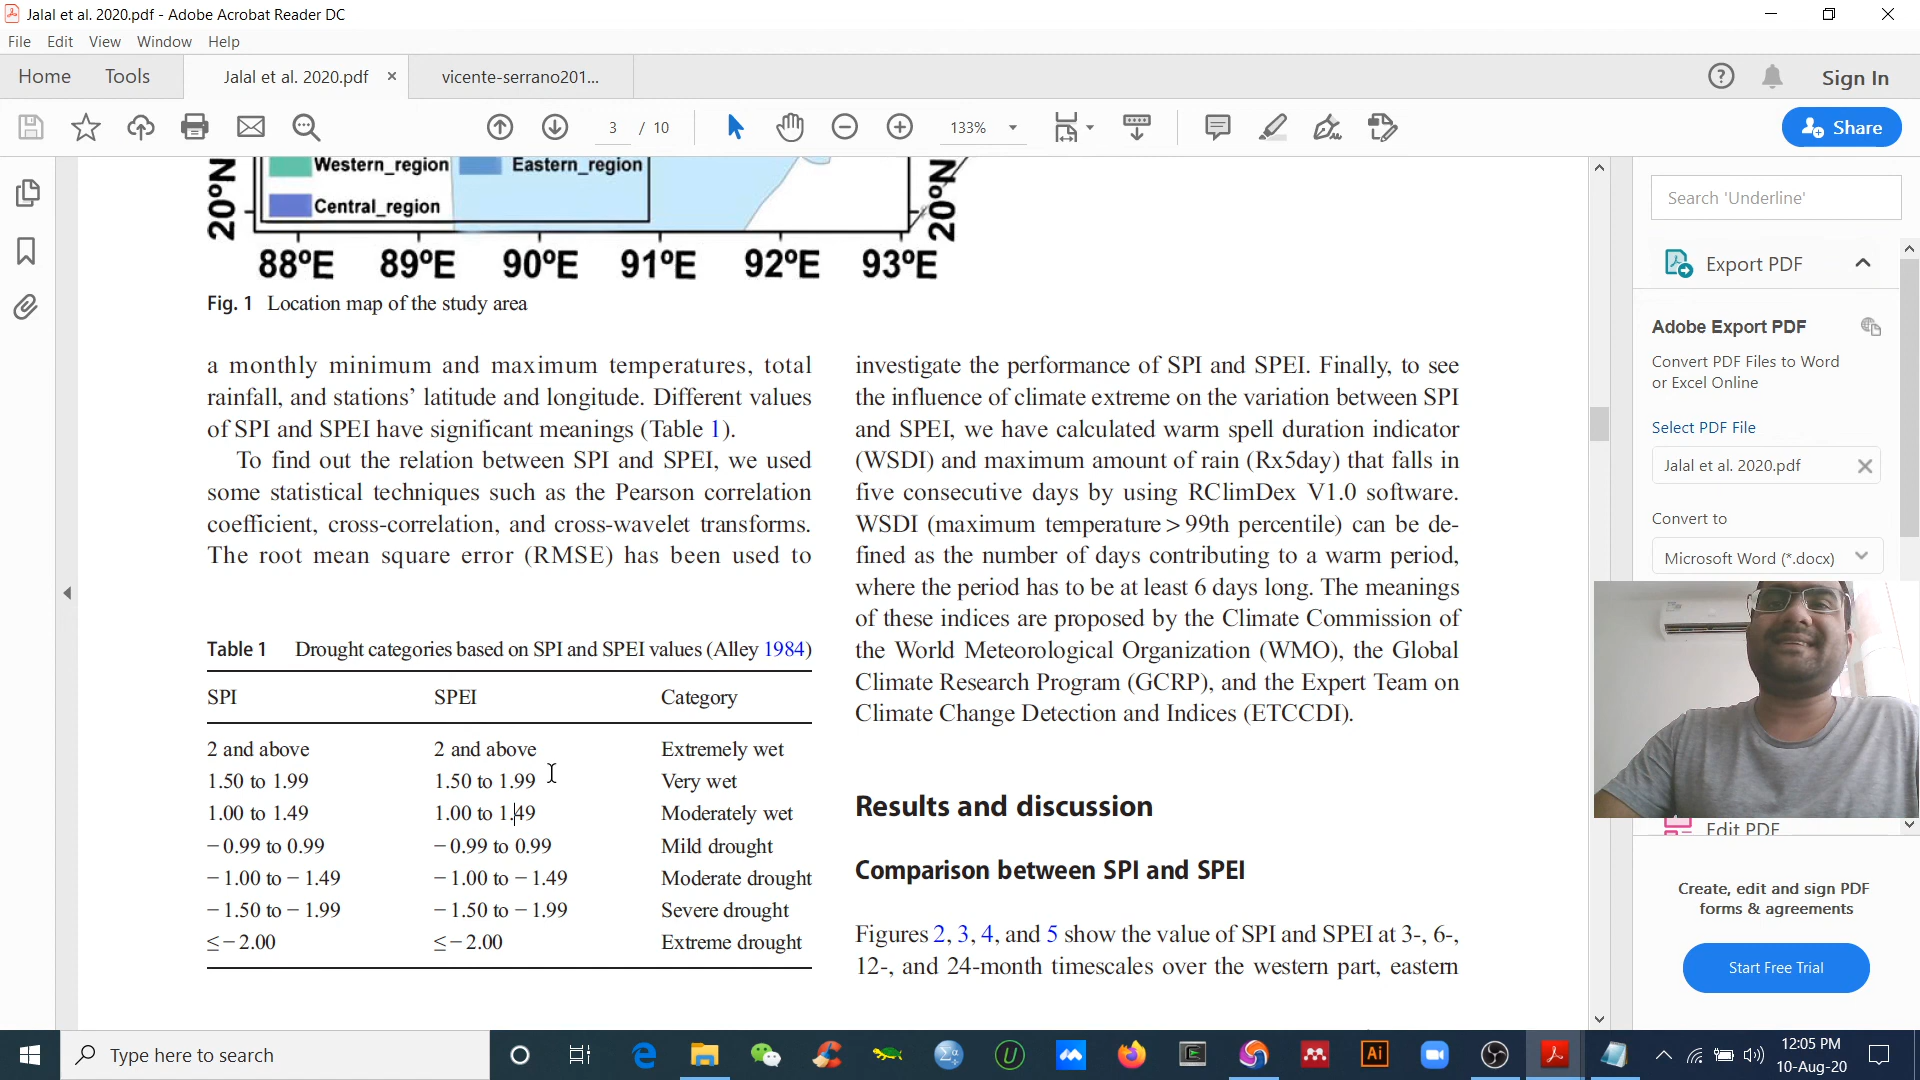 Jalal et al. 2020.pdf - Adobe Acrobat Reader DC
File Edit View Window Help
Home Tools Jalal et al. 2020.pdf × vicente-serrano201... Sign In
3 / 10 133% Share
Western_region Eastern_region
Central_region
20ºN 20ºN
88ºE 89ºE 90ºE 91ºE 92ºE 93ºE
Fig. 1 Location map of the study area
a monthly minimum and maximum temperatures, total
rainfall, and stations’ latitude and longitude. Different values
of SPI and SPEI have significant meanings (Table 1).
To find out the relation between SPI and SPEI, we used
some statistical techniques such as the Pearson correlation
coefficient, cross-correlation, and cross-wavelet transforms.
The root mean square error (RMSE) has been used to
Table 1 Drought categories based on SPI and SPEI values (Alley 1984)
SPI SPEI Category
2 and above 2 and above Extremely wet
1.50 to 1.99 1.50 to 1.99 Very wet
1.00 to 1.49 1.00 to 1.49 Moderately wet
−0.99 to 0.99 −0.99 to 0.99 Mild drought
−1.00 to −1.49 −1.00 to −1.49 Moderate drought
−1.50 to −1.99 −1.50 to −1.99 Severe drought
≤−2.00 ≤−2.00 Extreme drought
investigate the performance of SPI and SPEI. Finally, to see
the influence of climate extreme on the variation between SPI
and SPEI, we have calculated warm spell duration indicator
(WSDI) and maximum amount of rain (Rx5day) that falls in
five consecutive days by using RClimDex V1.0 software.
WSDI (maximum temperature > 99th percentile) can be de-
fined as the number of days contributing to a warm period,
where the period has to be at least 6 days long. The meanings
of these indices are proposed by the Climate Commission of
the World Meteorological Organization (WMO), the Global
Climate Research Program (GCRP), and the Expert Team on
Climate Change Detection and Indices (ETCCDI).
Results and discussion
Comparison between SPI and SPEI
Figures 2, 3, 4, and 5 show the value of SPI and SPEI at 3-, 6-,
12-, and 24-month timescales over the western part, eastern
Search 'Underline'
Export PDF
Adobe Export PDF
Convert PDF Files to Word
or Excel Online
Select PDF File
Jalal et al. 2020.pdf
Convert to
Microsoft Word (*.docx)
Edit PDF
Create, edit and sign PDF
forms & agreements
Start Free Trial
Type here to search
Ai
12:05 PM
10-Aug-20